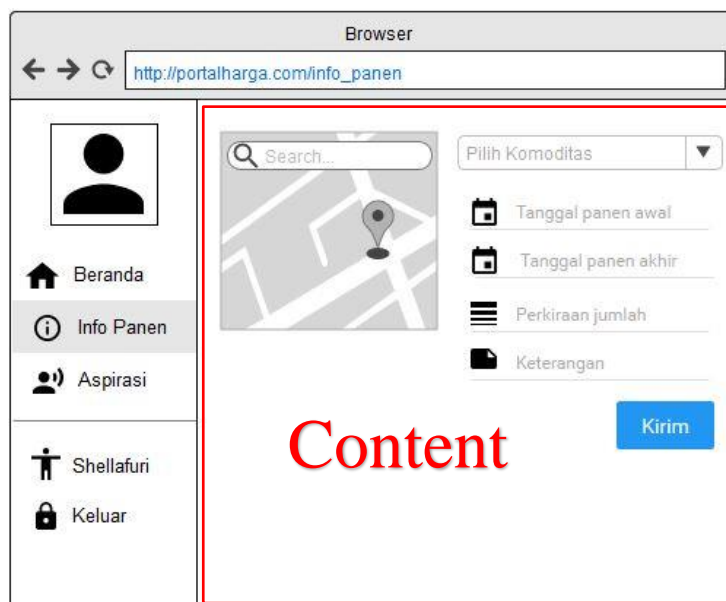 Browser
http://portalharga.com/info_panen
Beranda
Info Panen
Aspirasi
Shellafuri
Keluar
Search...
Pilih Komoditas
Tanggal panen awal
Tanggal panen akhir
Perkiraan jumlah
Keterangan
Kirim
Content